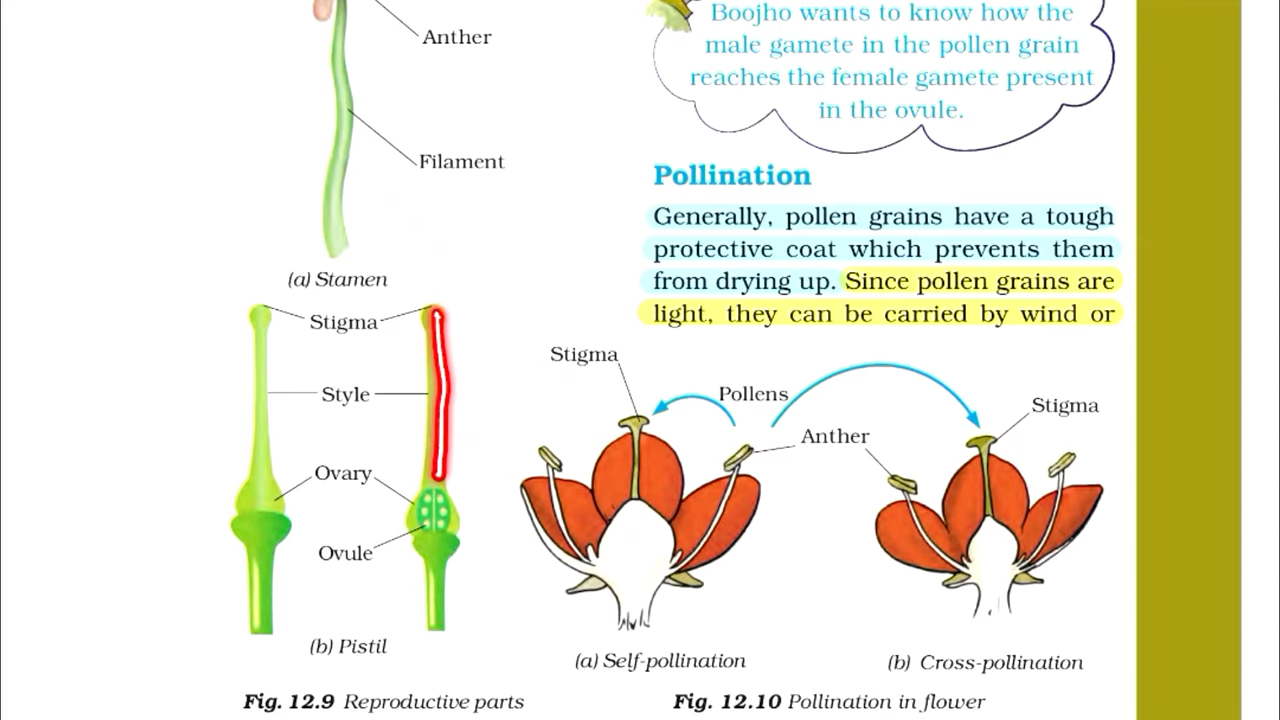 Anther
Filament
(a) Stamen
Stigma
Style
Ovary
Ovule
(b) Pistil
Fig. 12.9 Reproductive parts
Boojho wants to know how the
male gamete in the pollen grain
reaches the female gamete present
in the ovule.
Pollination
Generally, pollen grains have a tough
protective coat which prevents them
from drying up. Since pollen grains are
light, they can be carried by wind or
Stigma
Pollens
Anther
Stigma
(a) Self-pollination
(b) Cross-pollination
Fig. 12.10 Pollination in flower